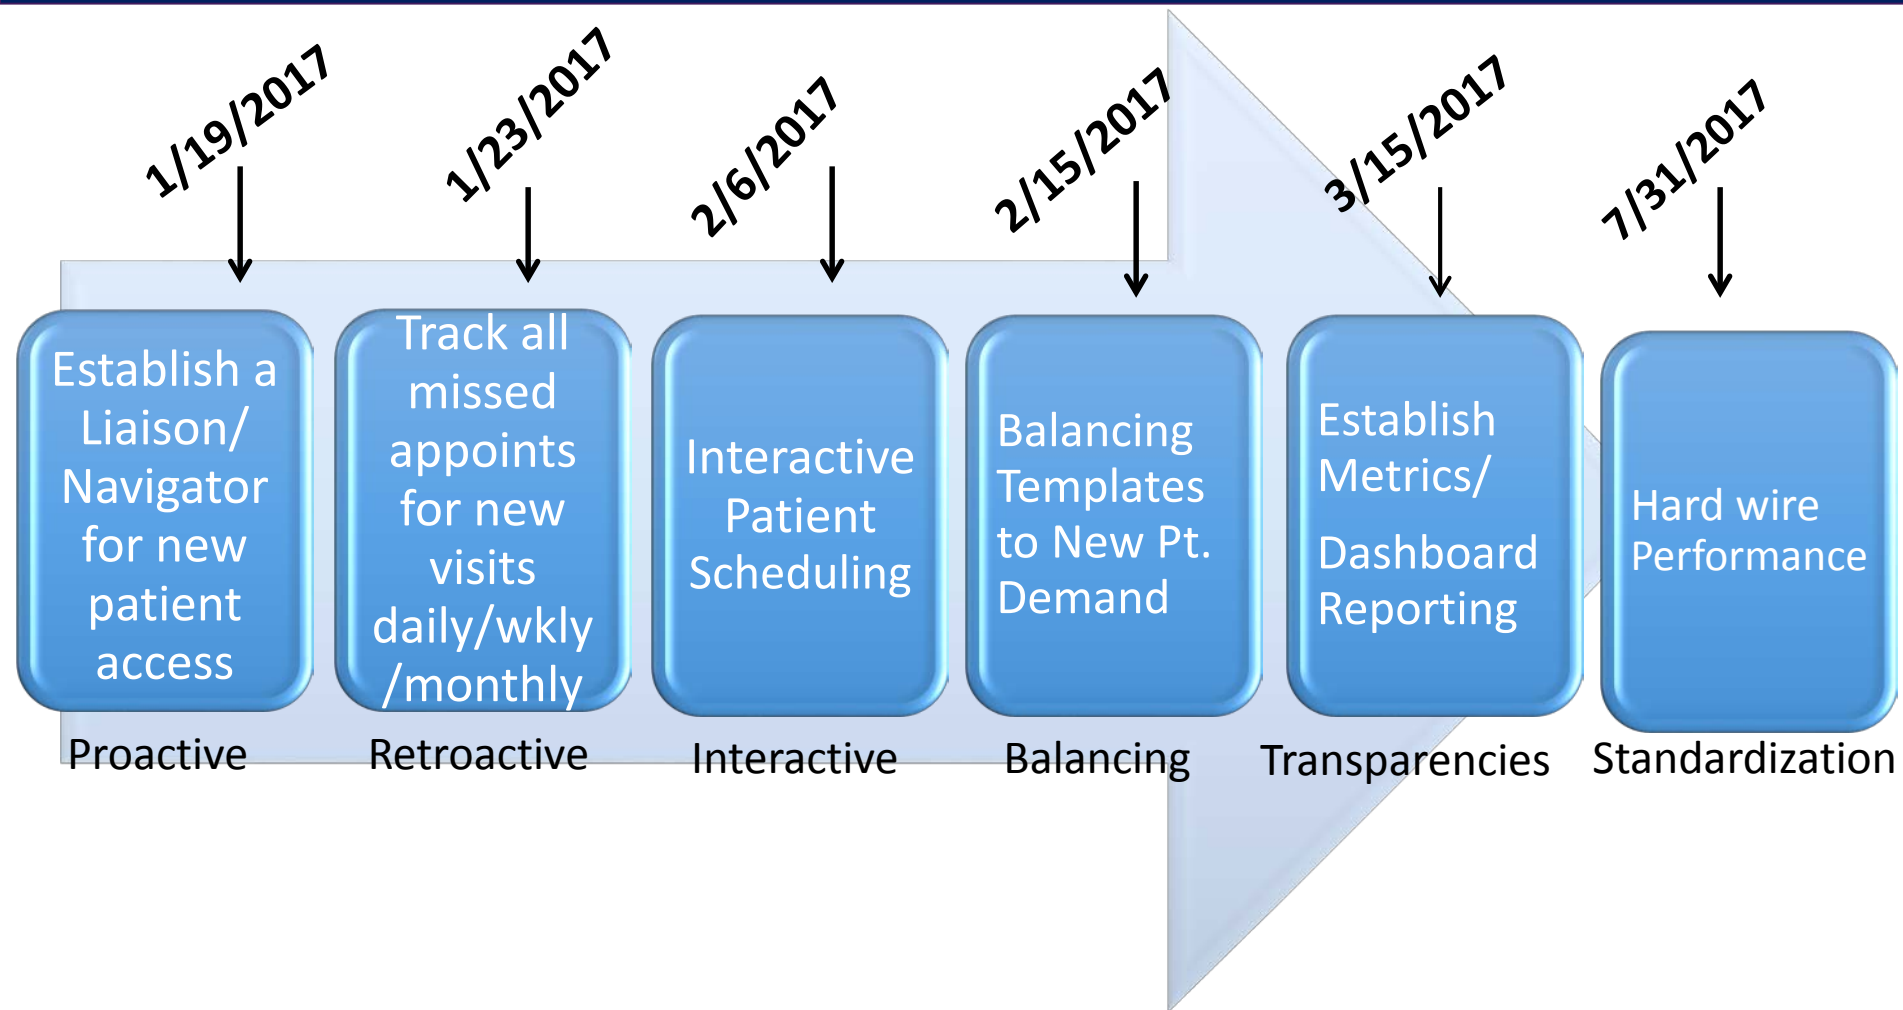 1/19/2017
1/23/2017
2/6/2017
2/15/2017
3/15/2017
7/31/2017
Establish a
Liaison/
Navigator
for new
patient
access
Track all
missed
appoints
for new
visits
daily/wkly
/monthly
Interactive
Patient
Scheduling
Balancing
Templates
to New Pt.
Demand
Establish
Metrics/
Dashboard
Reporting
Hard wire
Performance
Proactive
Retroactive
Interactive
Balancing
Transparencies
Standardization